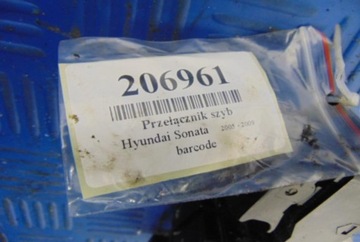 206961
Przełącznik szyb
Hyundai Sonata 2005 - 2009
barcode